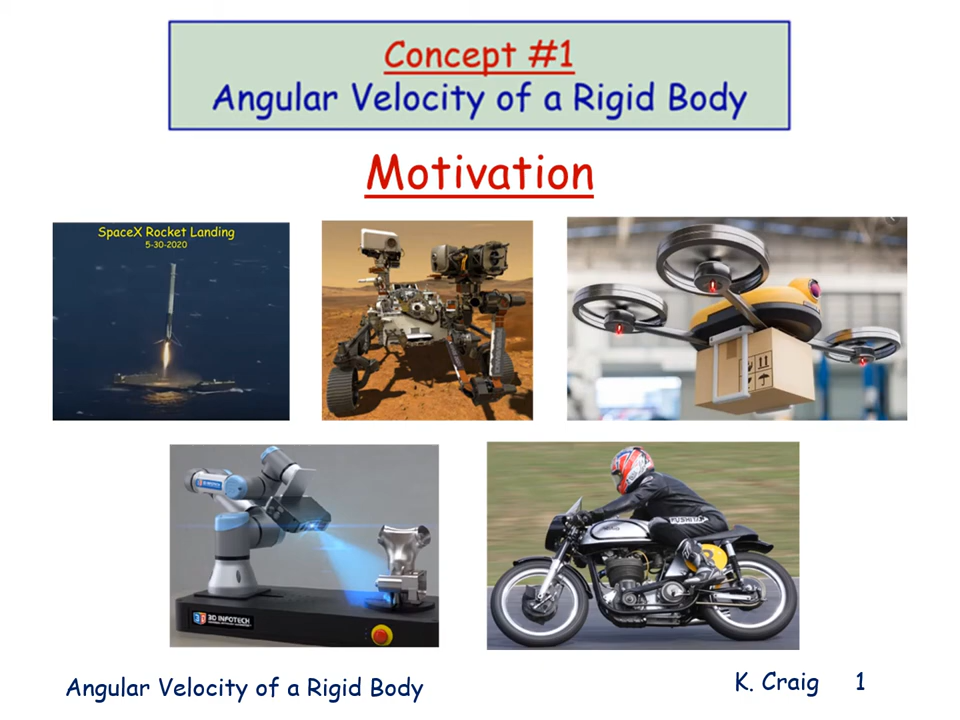 Concept #1
Angular Velocity of a Rigid Body
Motivation
SpaceX Rocket Landing
5-30-2020
3D INFOTECH
Angular Velocity of a Rigid Body
K. Craig 1